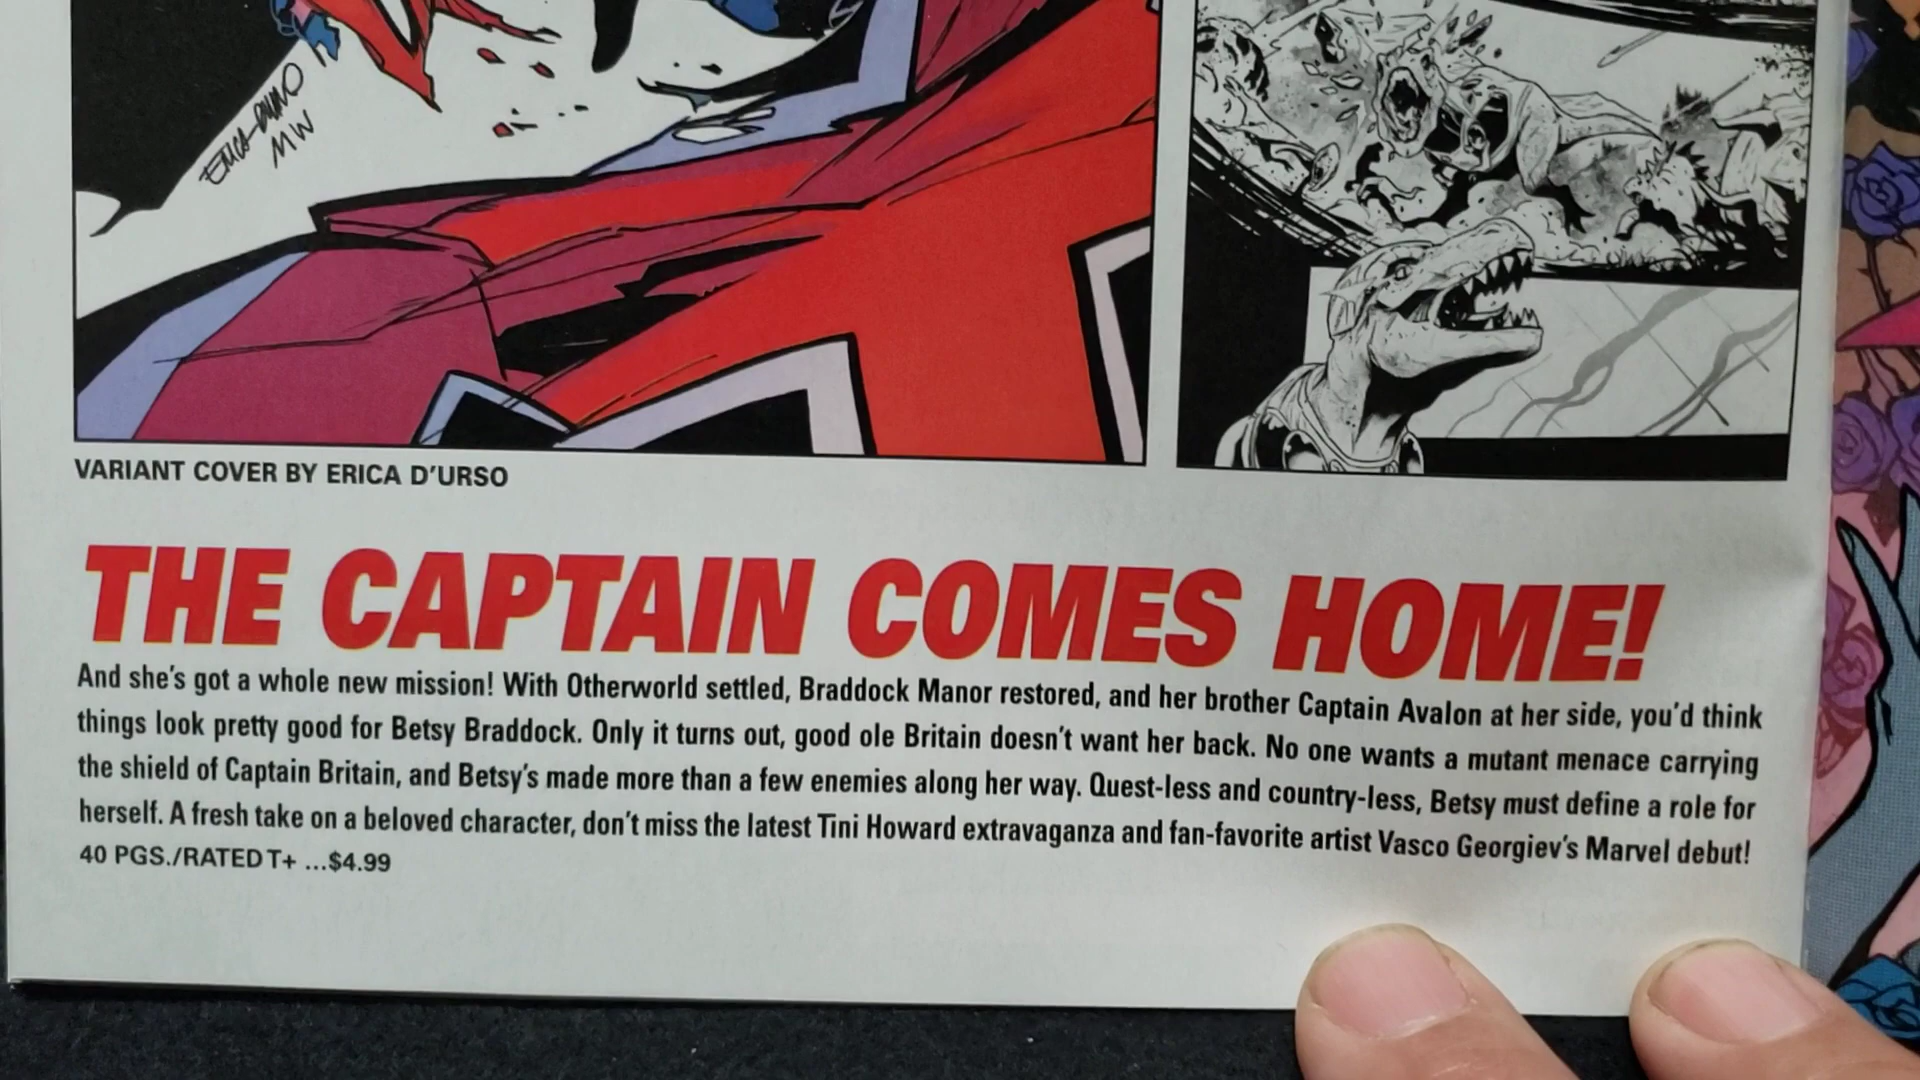 ERICA D'URSO
MW
VARIANT COVER BY ERICA D'URSO
THE CAPTAIN COMES HOME!
And she's got a whole new mission! With Otherworld settled, Braddock Manor restored, and her brother Captain Avalon at her side, you'd think
things look pretty good for Betsy Braddock. Only it turns out, good ole Britain doesn't want her back. No one wants a mutant menace carrying
the shield of Captain Britain, and Betsy's made more than a few enemies along her way. Quest-less and country-less, Betsy must define a role for
herself. A fresh take on a beloved character, don't miss the latest Tini Howard extravaganza and fan-favorite artist Vasco Georgiev's Marvel debut!
40 PGS./RATED T+ ...$4.99